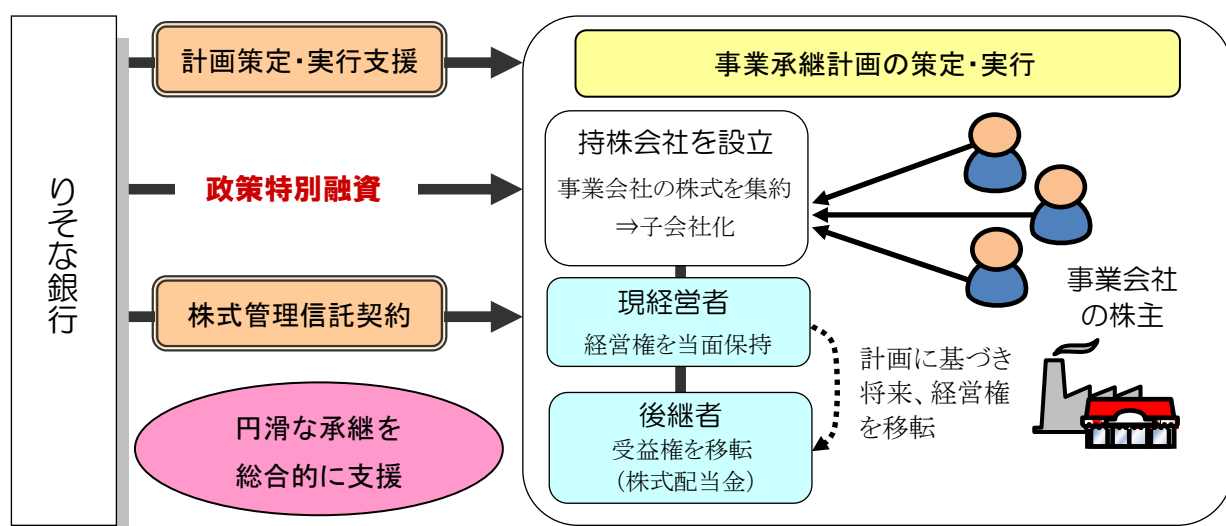 りそな銀行
計画策定・実行支援
政策特別融資
株式管理信託契約
円滑な承継を
総合的に支援
事業承継計画の策定・実行
持株会社を設立
事業会社の株式を集約
⇒子会社化
現経営者
経営権を当面保持
後継者
受益権を移転
（株式配当金）
事業会社
の株主
計画に基づき
将来、経営権
を移転